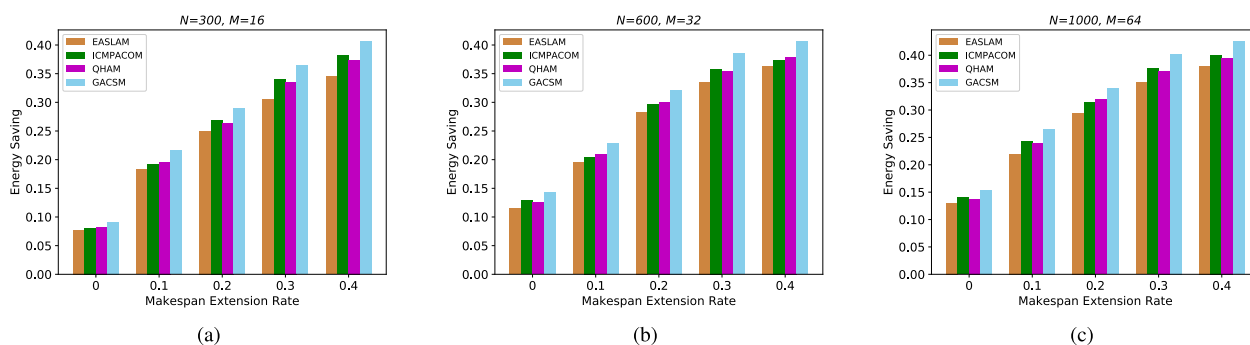 N=300, M=16
0.40
0.35
0.30
0.25
0.20
0.15
0.10
0.05
0.00
Energy Saving
EASLAM
ICMPACOM
QHAM
GACSM
0 0.1 0.2 0.3 0.4
Makespan Extension Rate
(a)
N=600, M=32
0.40
0.35
0.30
0.25
0.20
0.15
0.10
0.05
0.00
Energy Saving
EASLAM
ICMPACOM
QHAM
GACSM
0 0.1 0.2 0.3 0.4
Makespan Extension Rate
(b)
N=1000, M=64
0.40
0.35
0.30
0.25
0.20
0.15
0.10
0.05
0.00
Energy Saving
EASLAM
ICMPACOM
QHAM
GACSM
0 0.1 0.2 0.3 0.4
Makespan Extension Rate
(c)